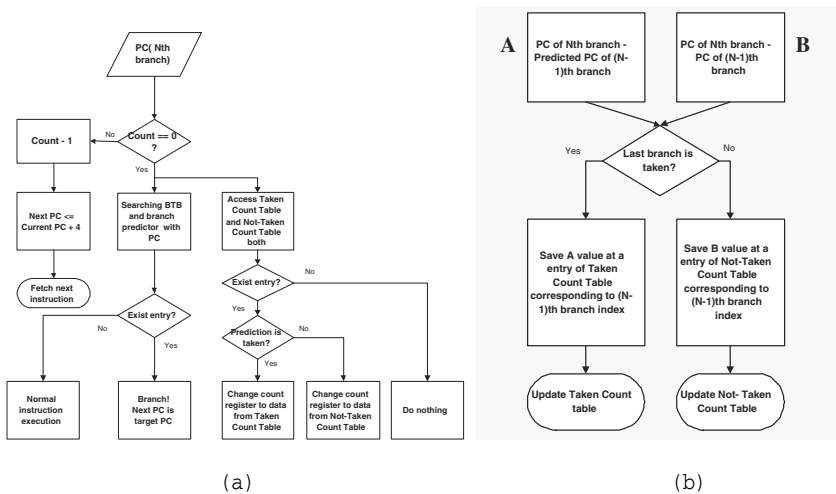 PC( Nth
branch)
Count == 0
?
No
Yes
Count - 1
Next PC <=
Current PC + 4
Fetch next
instruction
Searching BTB
and branch
predictor with
PC
Access Taken
Count Table
and Not-Taken
Count Table
both
Exist entry?
No
Yes
Exist entry?
No
Yes
Prediction is
taken?
No
Yes
Normal
instruction
execution
Branch!
Next PC is
target PC
Change count
register to data
from Taken
Count Table
Change count
register to data
from Not-Taken
Count Table
Do nothing
(a)
A
PC of Nth branch -
Predicted PC of (N-
1)th branch
PC of Nth branch -
PC of (N-1)th
branch
B
Last branch is
taken?
Yes
No
Save A value at a
entry of Taken
Count Table
corresponding to (N-
1)th branch index
Save B value at a
entry of Not-Taken
Count Table
corresponding to
(N-1)th branch
index
Update Taken Count
table
Update Not- Taken
Count Table
(b)